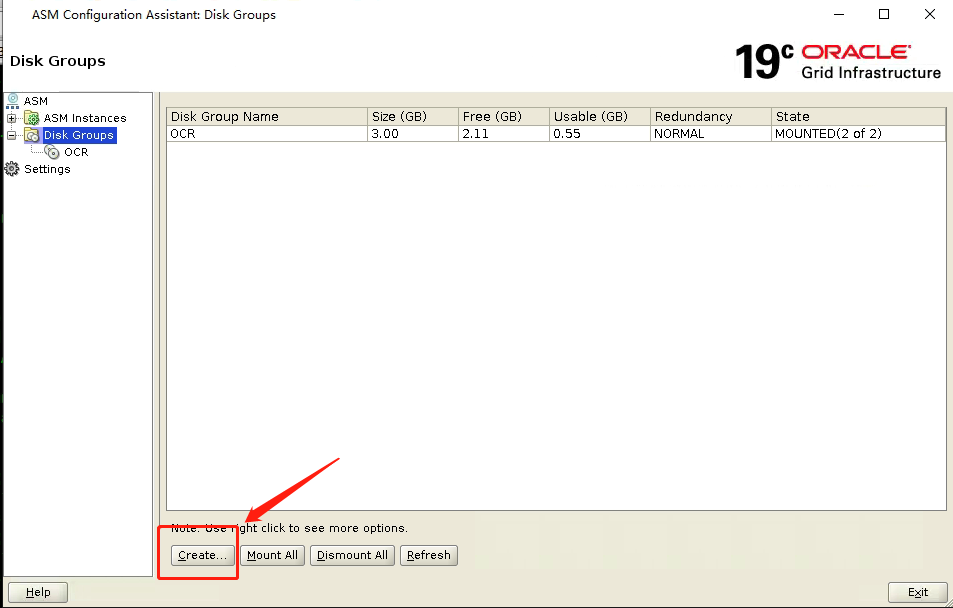 ASM Configuration Assistant: Disk Groups
Disk Groups
19c ORACLE
Grid Infrastructure
ASM
ASM Instances
Disk Groups
OCR
Settings
Disk Group Name Size (GB) Free (GB) Usable (GB) Redundancy State
OCR 3.00 2.11 0.55 NORMAL MOUNTED(2 of 2)
Note: Use right click to see more options.
Create... Mount All Dismount All Refresh
Help Exit